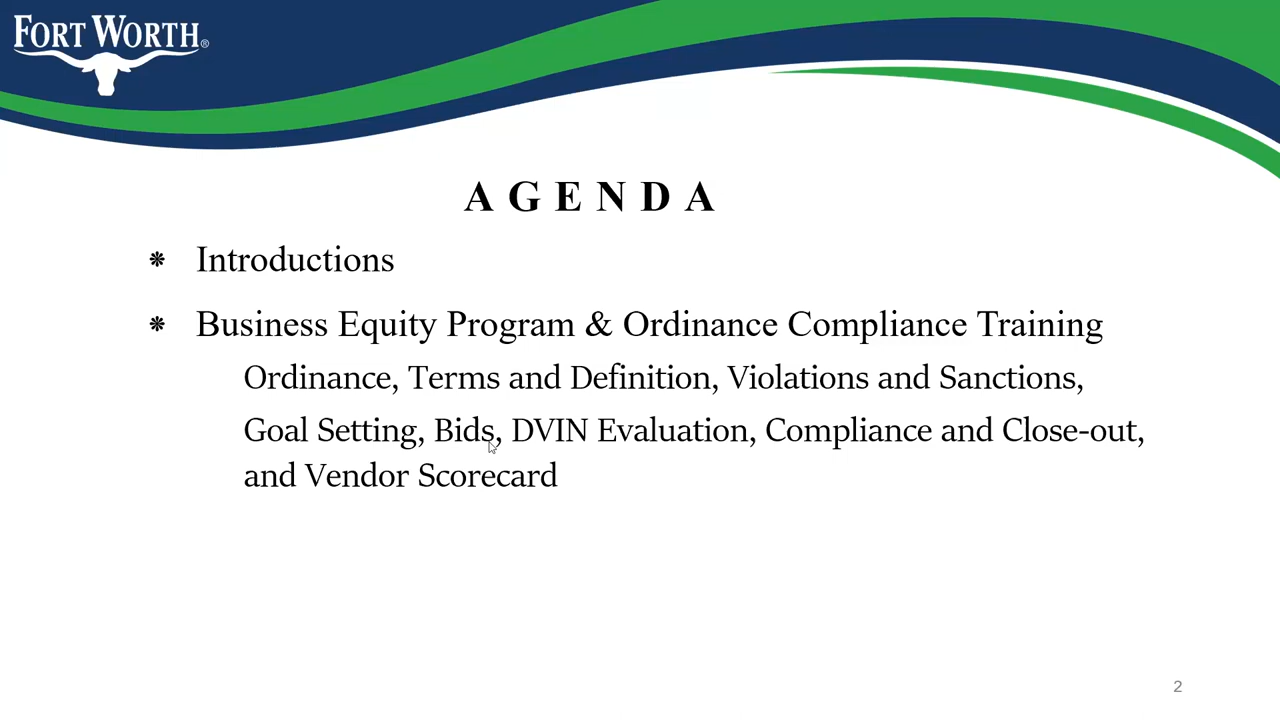 FORT WORTH®
AGENDA
Introductions
Business Equity Program & Ordinance Compliance Training
Ordinance, Terms and Definition, Violations and Sanctions,
Goal Setting, Bids, DVIN Evaluation, Compliance and Close-out,
and Vendor Scorecard
2